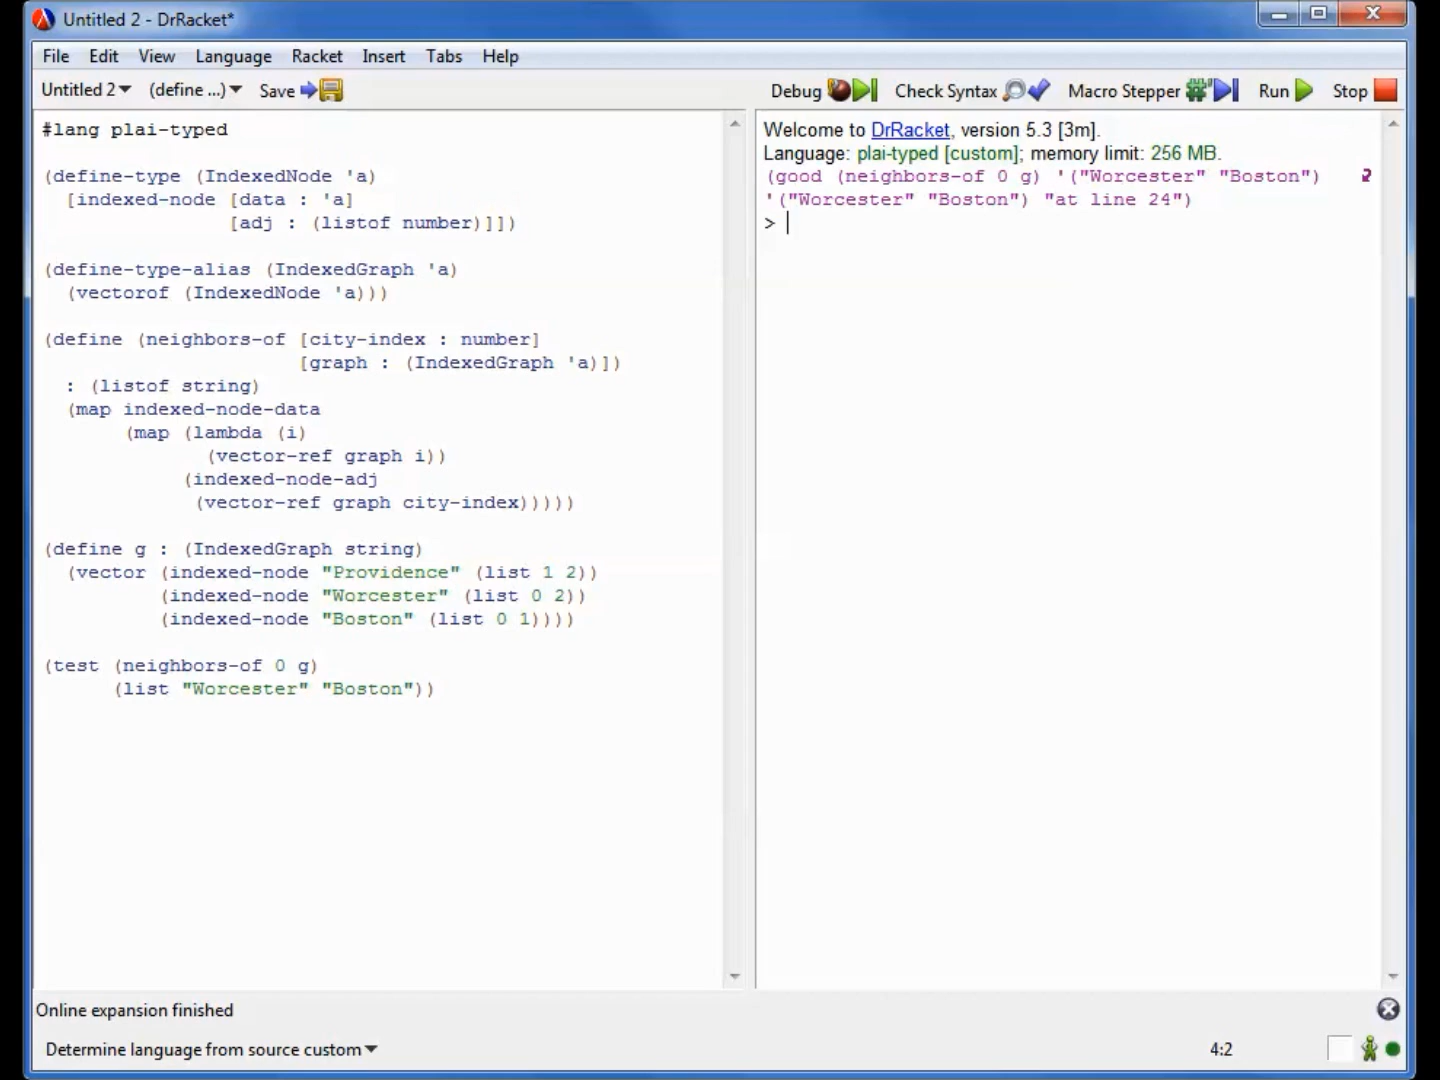 Untitled 2 - DrRacket*
File Edit View Language Racket Insert Tabs Help
Untitled 2 (define ...) Save Debug Check Syntax Macro Stepper Run Stop
#lang plai-typed
(define-type (IndexedNode 'a)
[indexed-node [data : 'a]
[adj : (listof number)]])
(define-type-alias (IndexedGraph 'a)
(vectorof (IndexedNode 'a)))
(define (neighbors-of [city-index : number]
[graph : (IndexedGraph 'a)])
: (listof string)
(map indexed-node-data
(map (lambda (i)
(vector-ref graph i))
(indexed-node-adj
(vector-ref graph city-index)))))
(define g : (IndexedGraph string)
(vector (indexed-node "Providence" (list 1 2))
(indexed-node "Worcester" (list 0 2))
(indexed-node "Boston" (list 0 1))))
(test (neighbors-of 0 g)
(list "Worcester" "Boston"))
Welcome to DrRacket, version 5.3 [3m].
Language: plai-typed [custom]; memory limit: 256 MB.
(good (neighbors-of 0 g) '("Worcester" "Boston")
'("Worcester" "Boston") "at line 24")
>
Online expansion finished
Determine language from source custom 4:2